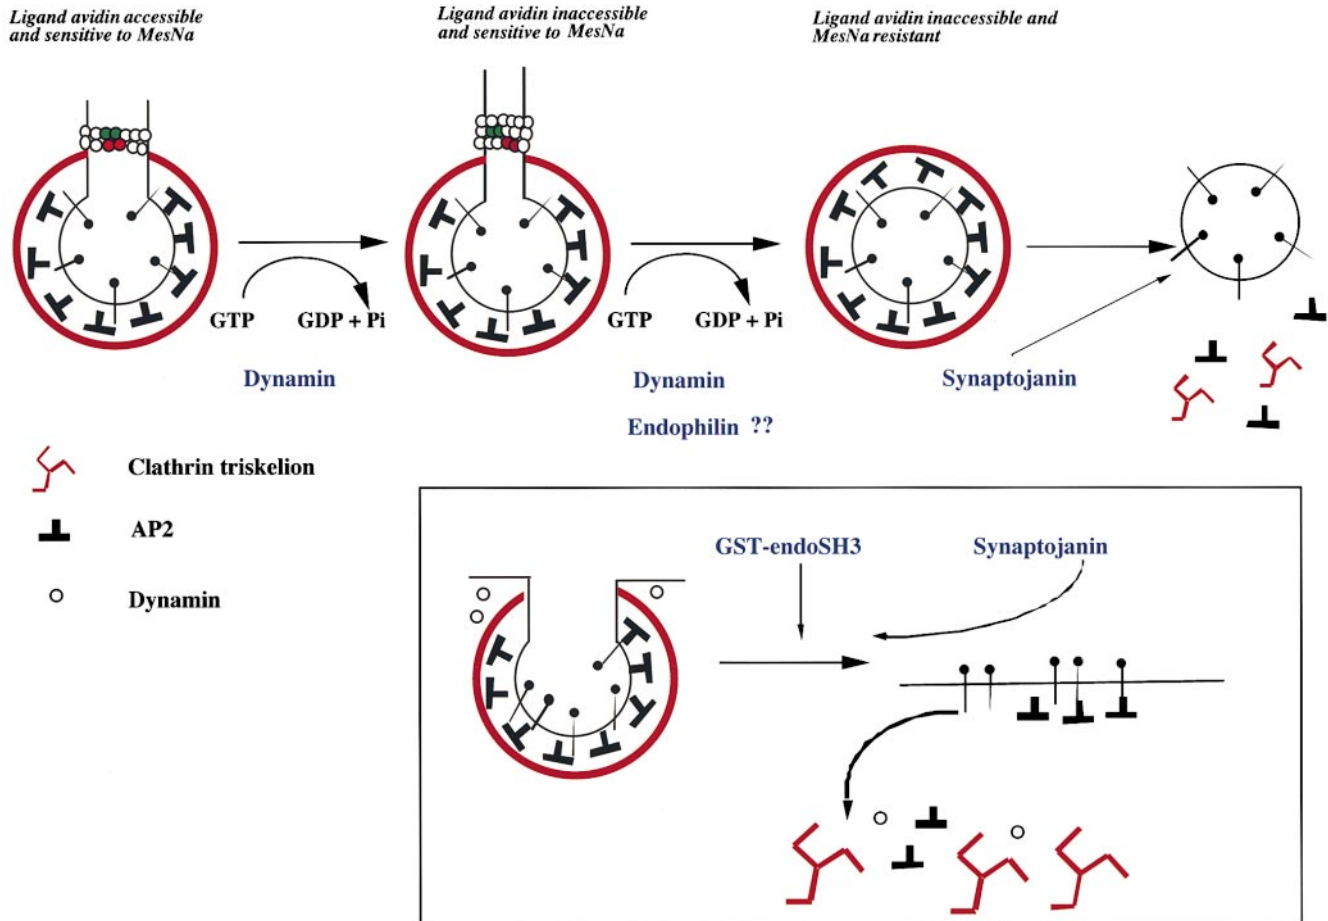 Ligand avidin accessible
and sensitive to MesNa
Ligand avidin inaccessible
and sensitive to MesNa
Ligand avidin inaccessible and
MesNa resistant
GTP
GDP + Pi
GTP
GDP + Pi
Dynamin
Dynamin
Synaptojanin
Endophilin ??
Clathrin triskelion
AP2
Dynamin
GST-endoSH3
Synaptojanin